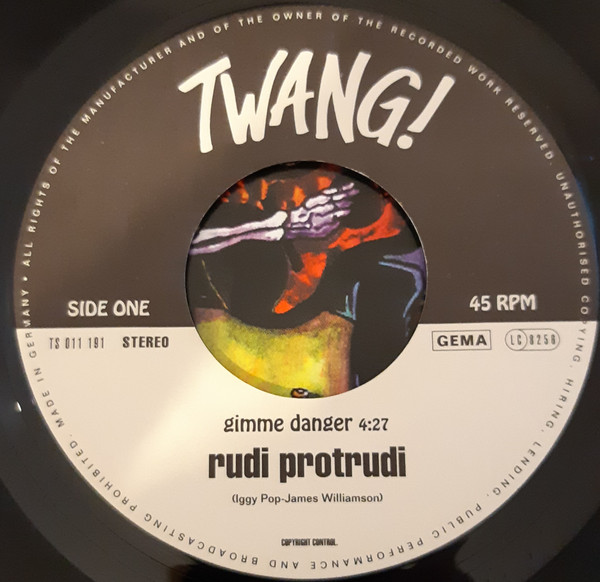 TWANG!
SIDE ONE
45 RPM
TS 011 191
STEREO
GEMA
LC 8256
gimme danger 4:27
rudi protrudi
(Iggy Pop-James Williamson)
COPYRIGHT CONTROL.
MADE IN GERMANY • ALL RIGHTS OF THE MANUFACTURER AND OF THE OWNER OF THE RECORDED WORK RESERVED. UNAUTHORISED COPYING. HIRING. LENDING. PUBLIC PERFORMANCE AND BROADCASTING PROHIBITED.